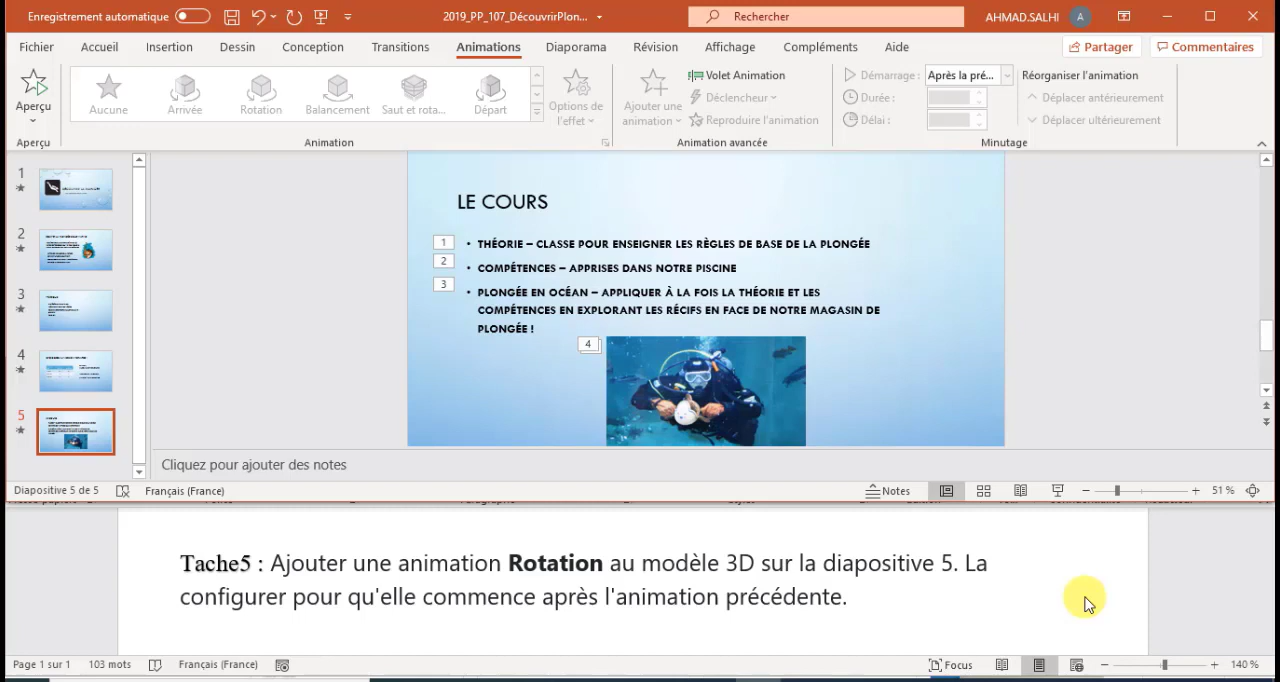 Enregistrement automatique
2019_PP_107_DécouvrirPlon...
Rechercher
AHMAD.SALHI
A
Fichier Accueil Insertion Dessin Conception Transitions Animations Diaporama Révision Affichage Compléments Aide
Partager
Commentaires
Aperçu
Aucune Arrivée Rotation Balancement Saut et rota... Départ
Options de l'effet
Ajouter une animation
Volet Animation
Déclencheur
Reproduire l'animation
Démarrage : Après la pré...
Durée :
Délai :
Réorganiser l'animation
Déplacer antérieurement
Déplacer ultérieurement
Aperçu Animation Animation avancée Minutage
1
2
3
4
5
LE COURS
1 • THÉORIE – CLASSE POUR ENSEIGNER LES RÈGLES DE BASE DE LA PLONGÉE
2 • COMPÉTENCES – APPRISES DANS NOTRE PISCINE
3 • PLONGÉE EN OCÉAN – APPLIQUER À LA FOIS LA THÉORIE ET LES
COMPÉTENCES EN EXPLORANT LES RÉCIFS EN FACE DE NOTRE MAGASIN DE
PLONGÉE !
4
Cliquez pour ajouter des notes
Diapositive 5 de 5 Français (France) Notes 51 %
Tache5 : Ajouter une animation Rotation au modèle 3D sur la diapositive 5. La
configurer pour qu'elle commence après l'animation précédente.
Page 1 sur 1 103 mots Français (France) Focus 140 %